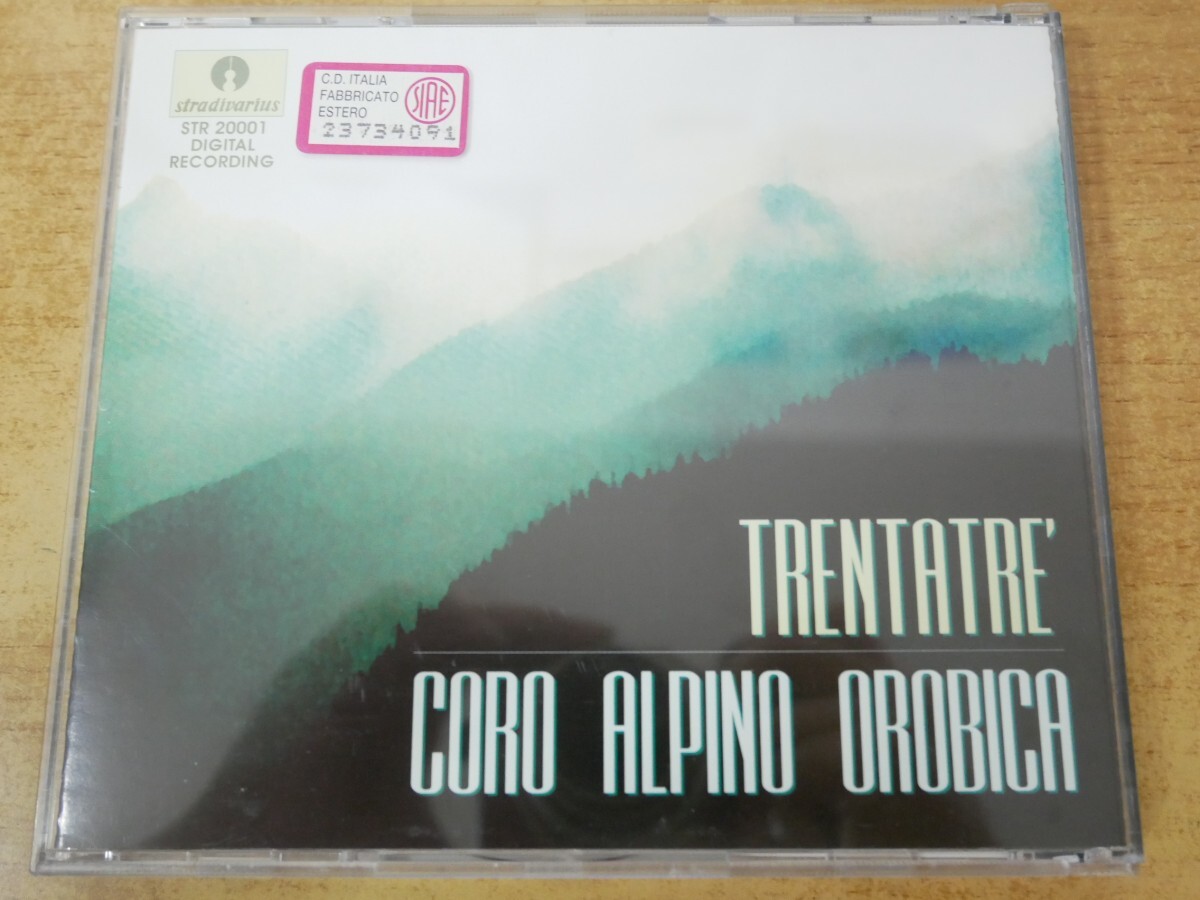 stradivarius
STR 20001
DIGITAL
RECORDING
C.D. ITALIA
FABBRICATO
ESTERO
SIAE
23734091
TRENTATRE'
CORO ALPINO OROBICA